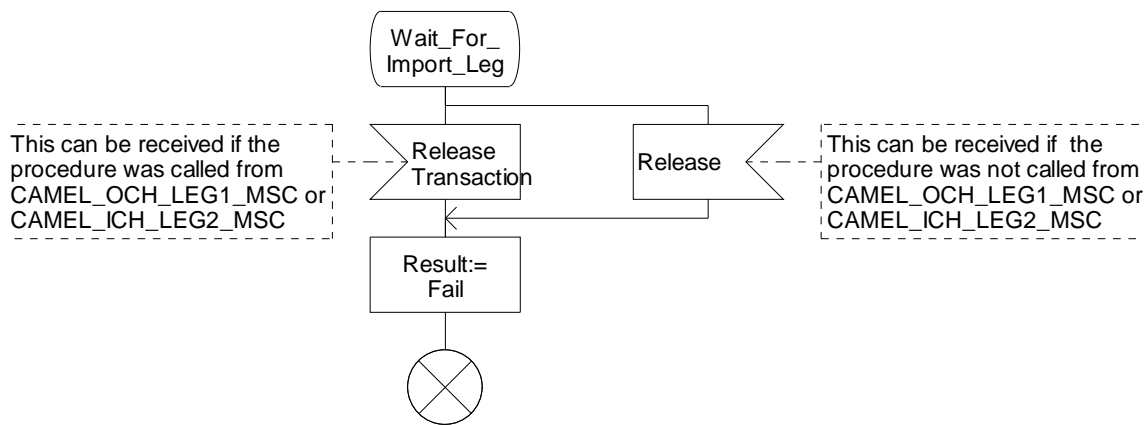 Wait_For_
Import_Leg
This can be received if the
procedure was called from
CAMEL_OCH_LEG1_MSC or
CAMEL_ICH_LEG2_MSC
Release
Transaction
Release
This can be received if  the
procedure was not called from
CAMEL_OCH_LEG1_MSC or
CAMEL_ICH_LEG2_MSC
Result:=
Fail